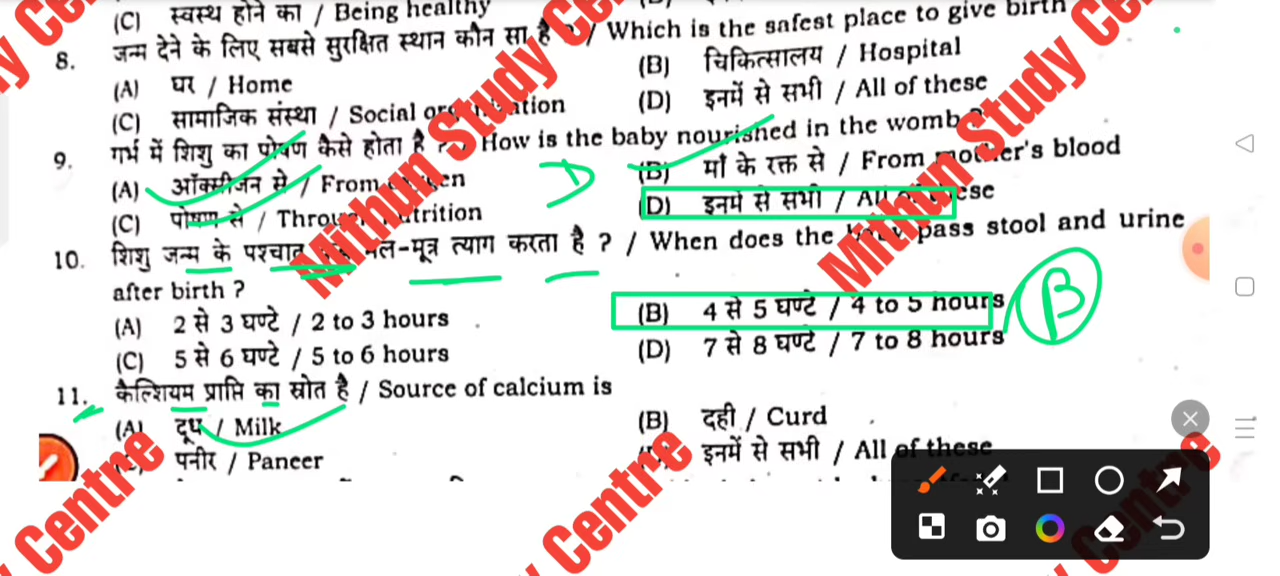 (C) स्वस्थ होने का / Being healthy
8. जन्म देने के लिए सबसे सुरक्षित स्थान कौन सा है / Which is the safest place to give birth
(A) घर / Home (B) चिकित्सालय / Hospital
(C) सामाजिक संस्था / Social (D) इनमें से सभी / All of these
9. गर्भ में शिशु का पोषण कैसे होता है ? How is the baby nourished in the womb
(A) ऑक्सीजन से / From (B) माँ के रक्त से / From mother's blood
(C) पोषण से / Through (D) इनमें से सभी / All of these
10. शिशु जन्म के पश्चात मल-मूत्र त्याग करता है ? / When does the pass stool and urine
after birth ?
(A) 2 से 3 घण्टे / 2 to 3 hours (B) 4 से 5 घण्टे / 4 to 5 hours
(C) 5 से 6 घण्टे / 5 to 6 hours (D) 7 से 8 घण्टे / 7 to 8 hours
11. कैल्शियम प्राप्ति का स्रोत है / Source of calcium is
(A) दूध / Milk (B) दही / Curd
पनीर / Paneer इनमें से सभी / All of these
D
B
Mithun Study
Mithun Study
Centre
Centre